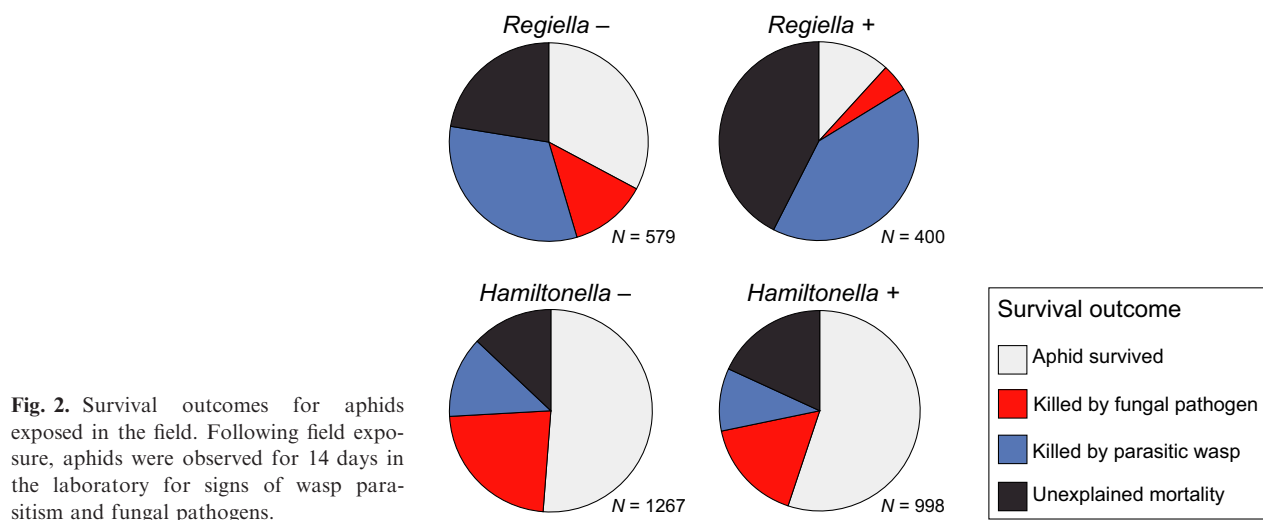 Regiella –
Regiella +
N = 579
N = 400
Hamiltonella –
Hamiltonella +
N = 1267
N = 998
Survival outcome
Aphid survived
Killed by fungal pathogen
Killed by parasitic wasp
Unexplained mortality
Fig. 2. Survival outcomes for aphids
exposed in the field. Following field expo-
sure, aphids were observed for 14 days in
the laboratory for signs of wasp para-
sitism and fungal pathogens.